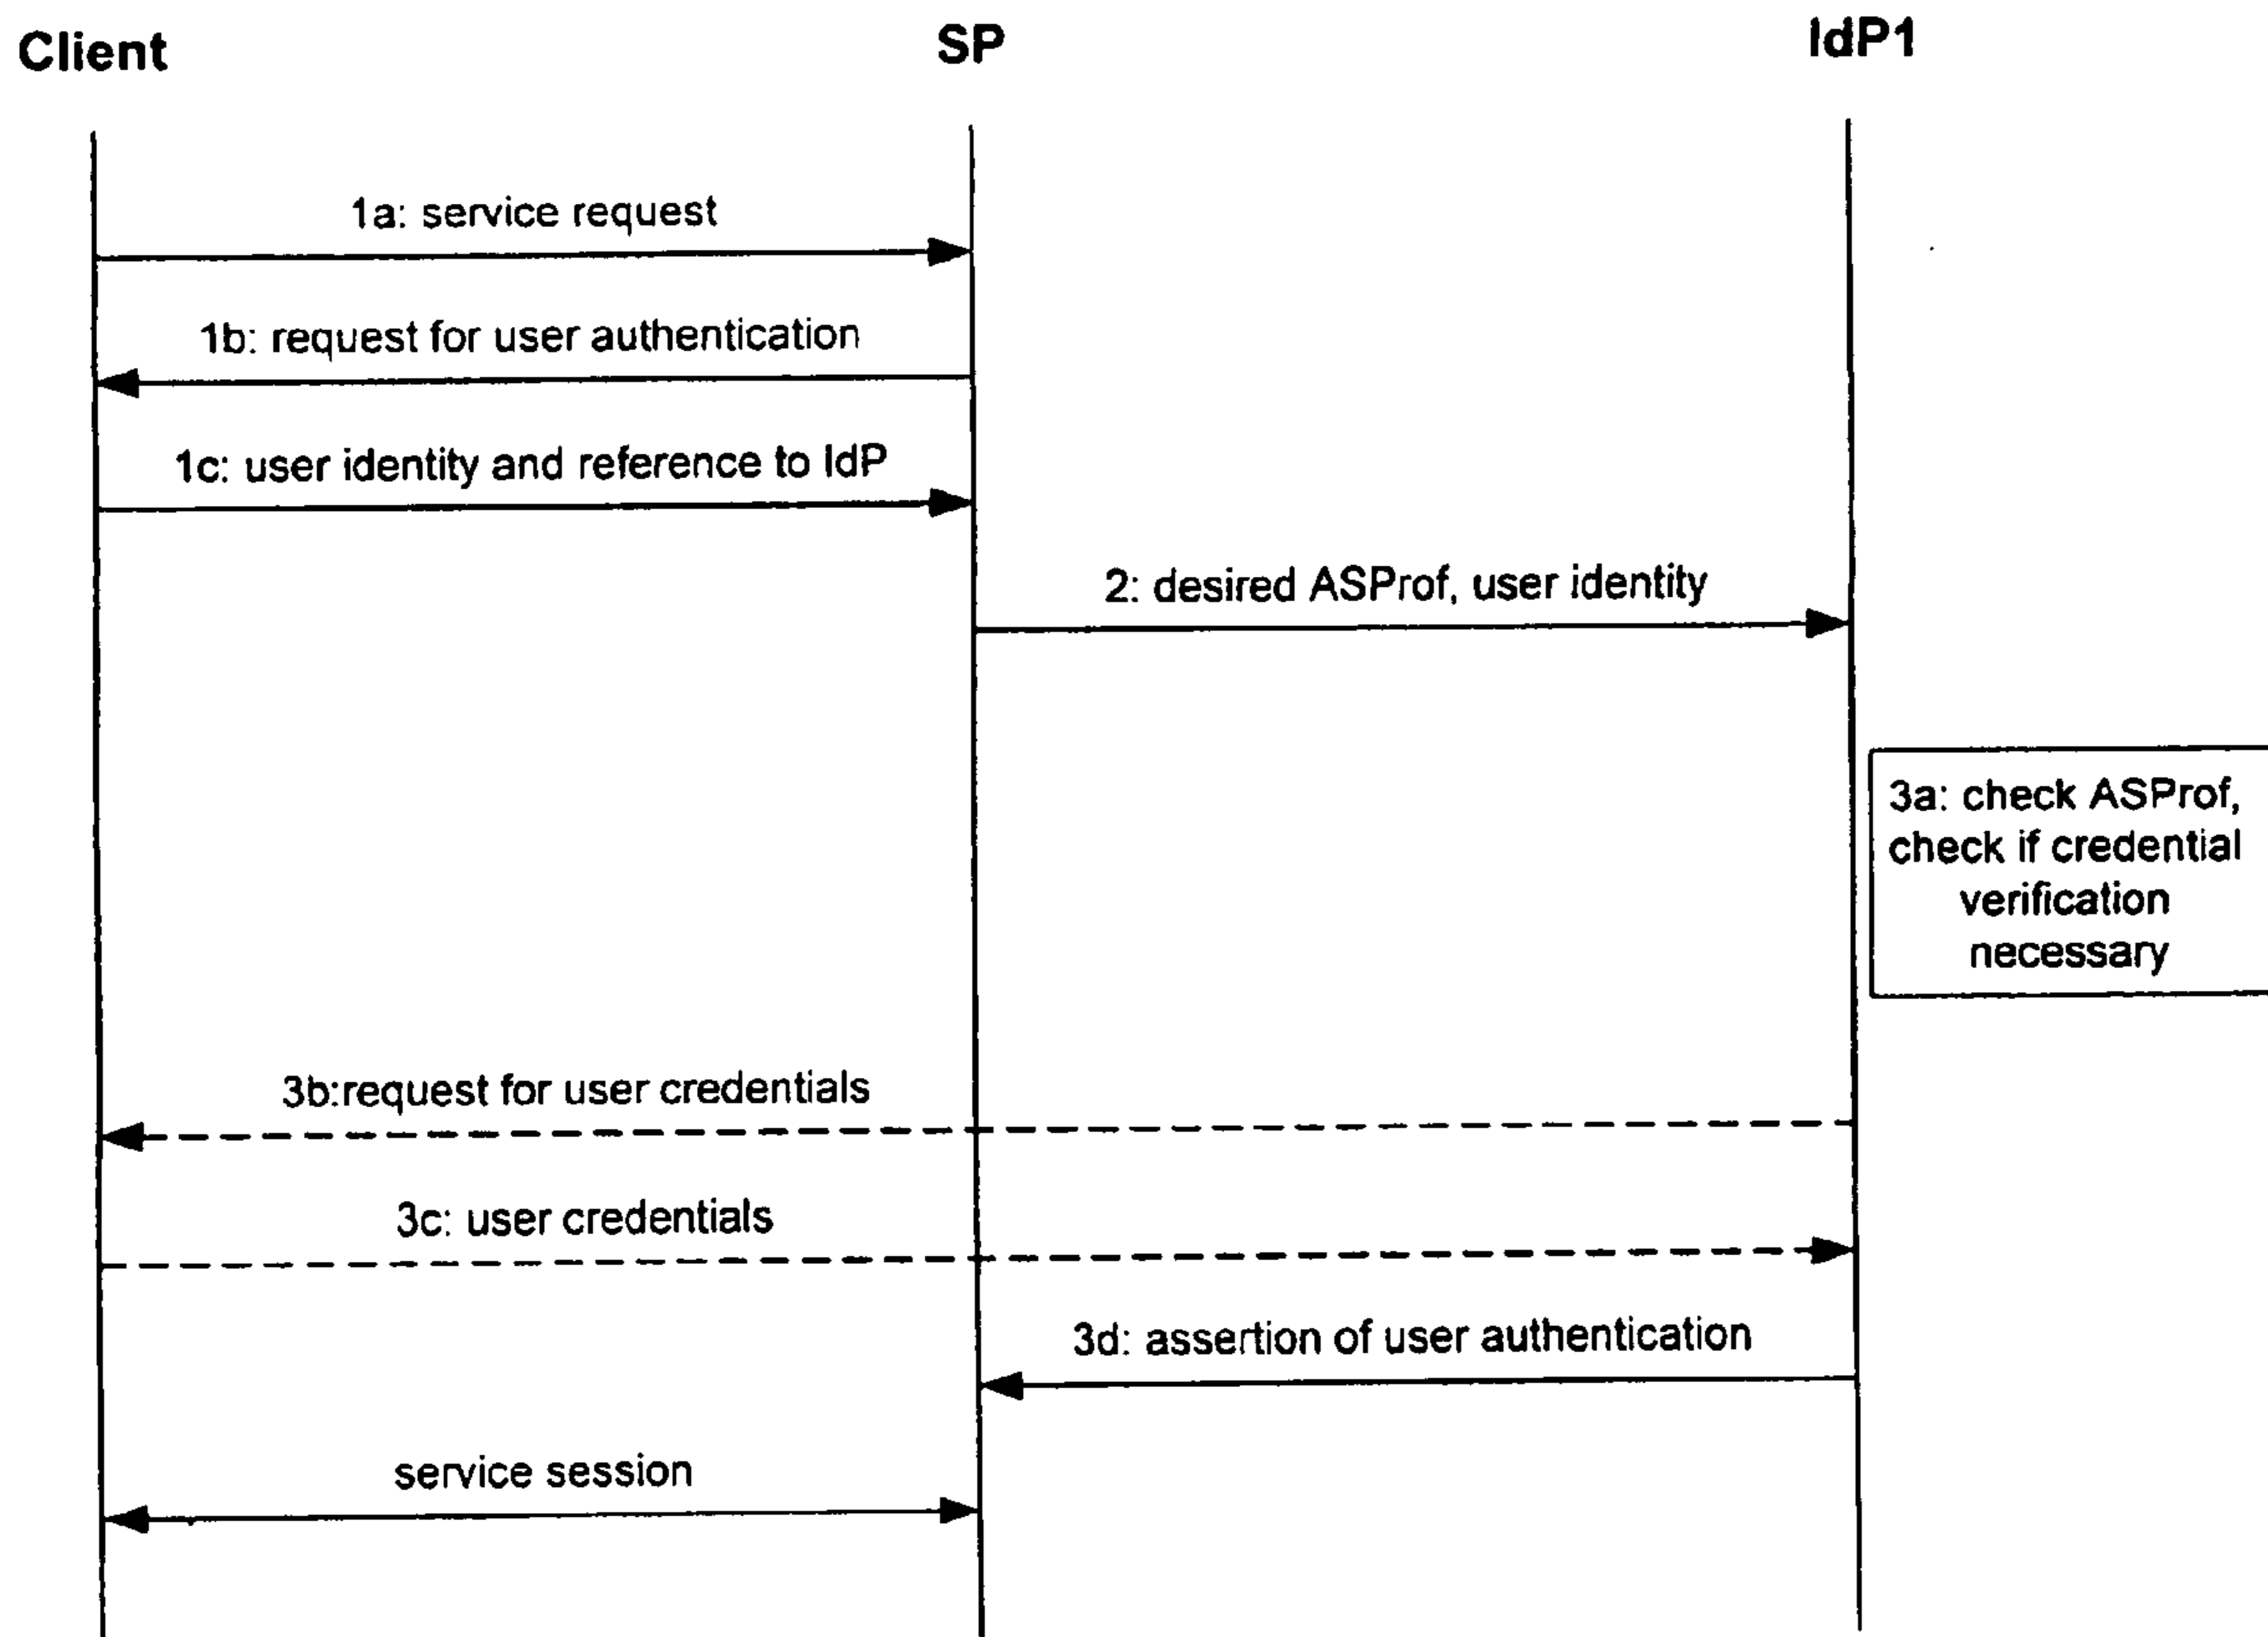 Client SP IdP1
1a: service request
1b: request for user authentication
1c: user identity and reference to IdP
2: desired ASProf, user identity
3a: check ASProf,
check if credential
verification
necessary
3b:request for user credentials
3c: user credentials
3d: assertion of user authentication
service session